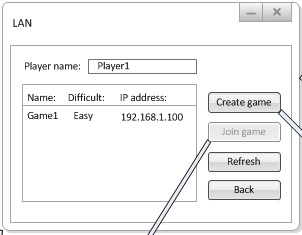 LAN
Player name: Player1
Name: Difficult: IP address:
Game1 Easy 192.168.1.100
Create game
Join game
Refresh
Back